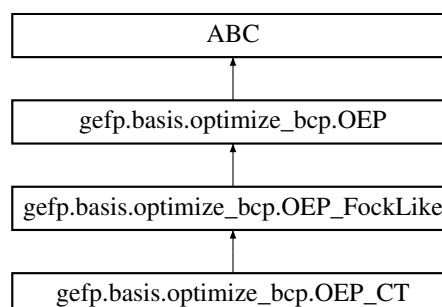 ABC
gefp.basis.optimize_bcp.OEP
gefp.basis.optimize_bcp.OEP_FockLike
gefp.basis.optimize_bcp.OEP_CT